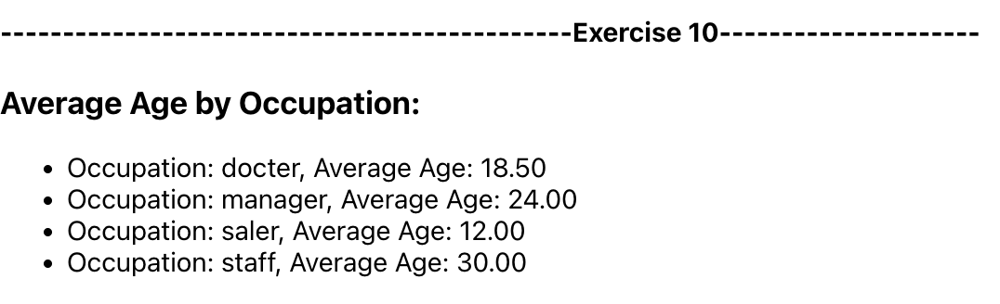 ----------------------------------------------Exercise 10---------------------
Average Age by Occupation:
• Occupation: docter, Average Age: 18.50
• Occupation: manager, Average Age: 24.00
• Occupation: saler, Average Age: 12.00
• Occupation: staff, Average Age: 30.00